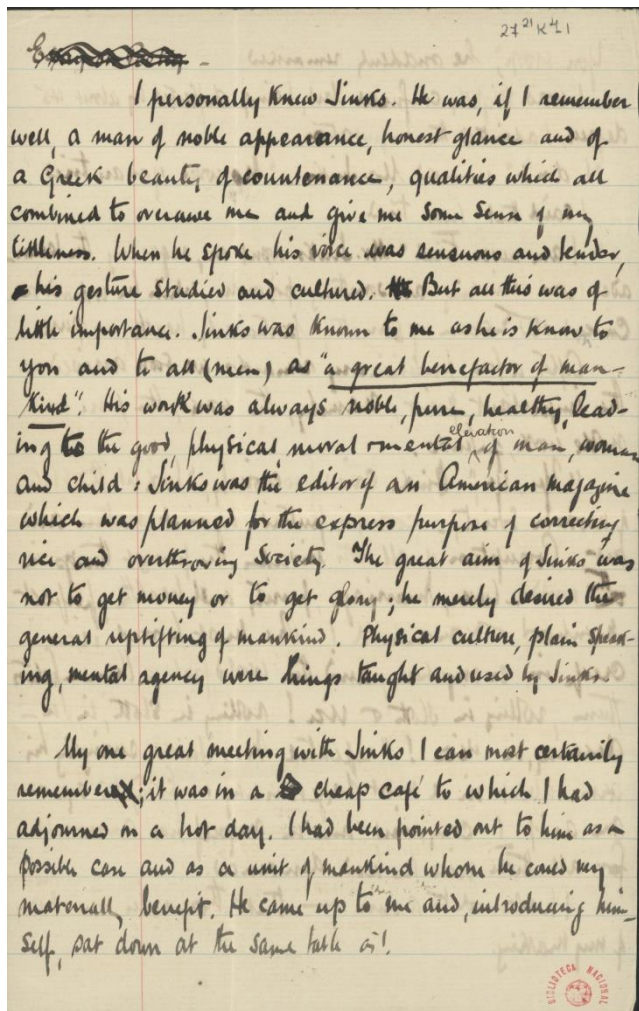 27 21 K4 1
I personally knew Jinks. He was, if I remember
well, a man of noble appearance, honest glance and of
a Greek beauty of countenance, qualities which all
combined to overawe me and give me some sense of my
littleness. When he spoke his voice was sensuous and tender,
his gesture studied and cultured. But all this was of
little importance. Jinks was known to me as he is know to
you and to all (men) as "a great benefactor of man-
kind". His work was always noble, pure, healthy, lead-
ing to the good, physical, moral mental elevation of man, woman
and child: Jinks was the editor of an American magazine
which was planned for the express purpose of correcting
vice and overthrowing Society. The great aim of Jinks was
not to get money or to get glory; he merely desired the
general uplifting of mankind. Physical culture, plain speak-
ing, mental agency were things taught and used by Jinks.
My one great meeting with Jinks I can most certainly
remember; it was in a cheap café to which I had
adjourned on a hot day. I had been pointed out to him as a
possible case and as a unit of mankind whom he could very
materially benefit. He came up to me and, introducing him-
self, sat down at the same table as I.
BIBLIOTECA NACIONAL